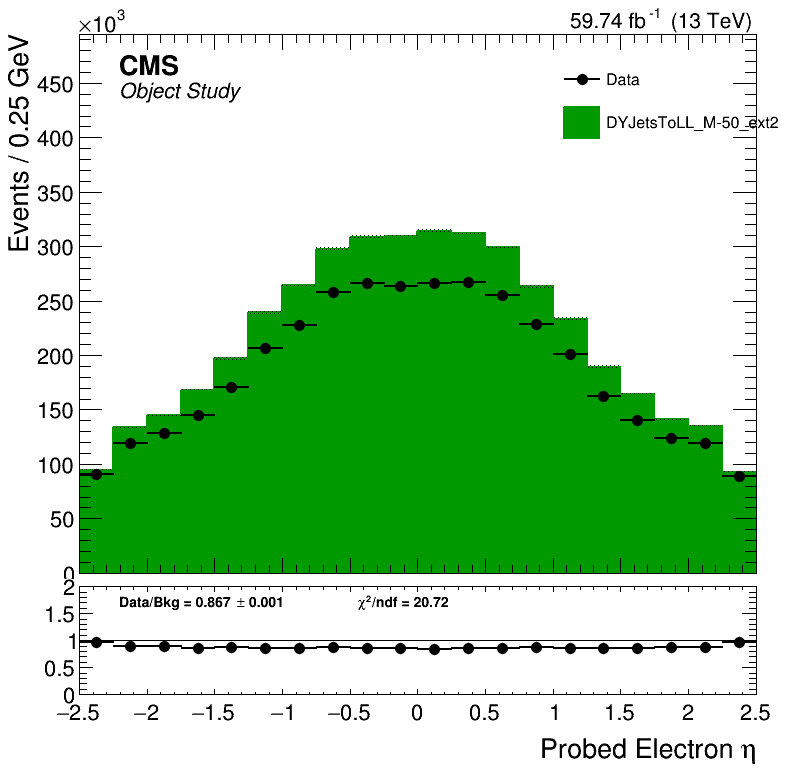 ×10³
59.74 fb⁻¹ (13 TeV)
CMS
Object Study
Data
DYJetsToLL_M-50_ext2
Events / 0.25 GeV
450
400
350
300
250
200
150
100
50
0
Data/Bkg = 0.867 ± 0.001
χ²/ndf = 20.72
2
1.5
1
0.5
0
−2.5 −2 −1.5 −1 −0.5 0 0.5 1 1.5 2 2.5
Probed Electron η